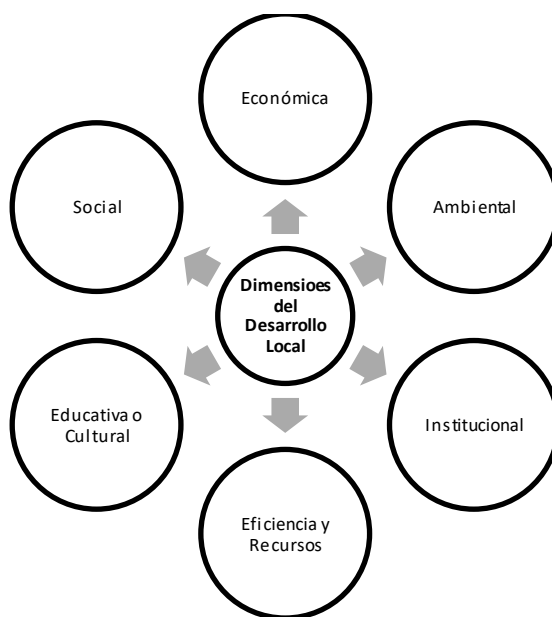 Económica
Social
Ambiental
Dimensioes
del
Desarrollo
Local
Educativa o
Cultural
Institucional
Eficiencia y
Recursos